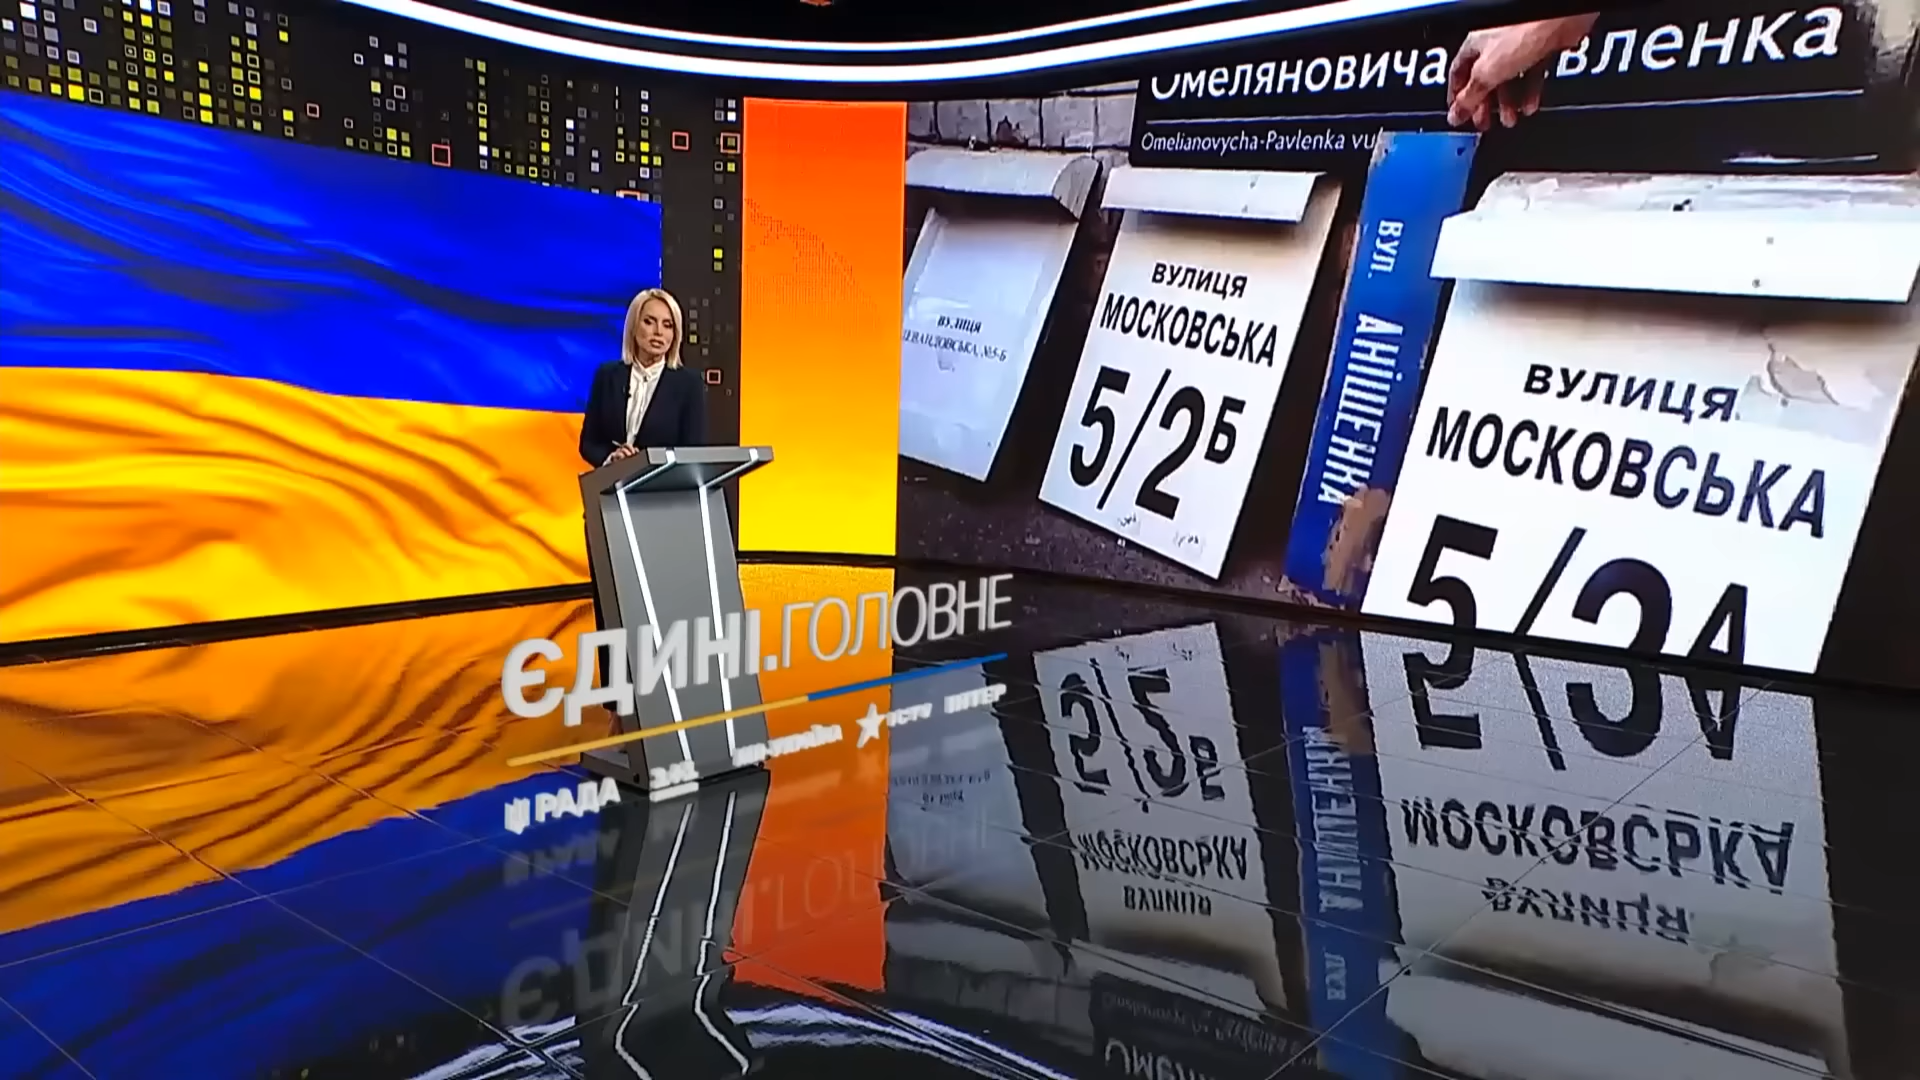 Омеляновича
вленка
Omelianovycha-Pavlenka vul
ВУЛИЦЯ
ВУЛИЦЯ
МОСКОВСЬКА
5/2Б
ВУЛ. АНІЩЕНКА
ВУЛИЦЯ
МОСКОВСЬКА
5/3А
ЄДИНІ.ГОЛОВНЕ
РАДА
ICTV
ІНТЕР